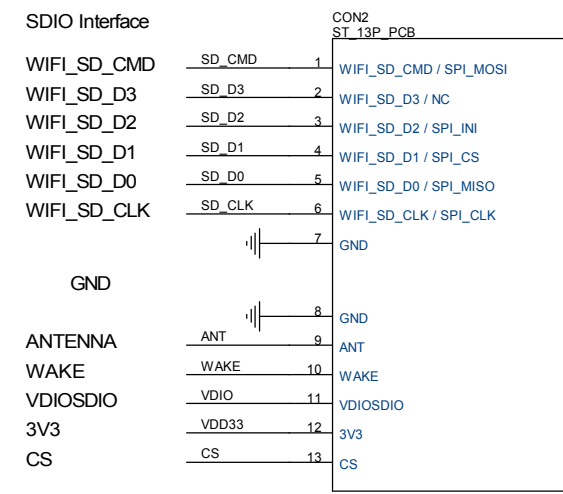 SDIO Interface
CON2
ST_13P_PCB
WIFI_SD_CMD SD_CMD 1 WIFI_SD_CMD / SPI_MOSI
WIFI_SD_D3 SD_D3 2 WIFI_SD_D3 / NC
WIFI_SD_D2 SD_D2 3 WIFI_SD_D2 / SPI_INI
WIFI_SD_D1 SD_D1 4 WIFI_SD_D1 / SPI_CS
WIFI_SD_D0 SD_D0 5 WIFI_SD_D0 / SPI_MISO
WIFI_SD_CLK SD_CLK 6 WIFI_SD_CLK / SPI_CLK
7 GND
GND
8 GND
ANTENNA ANT 9 ANT
WAKE WAKE 10 WAKE
VDIOSDIO VDIO 11 VDIOSDIO
3V3 VDD33 12 3V3
CS CS 13 CS